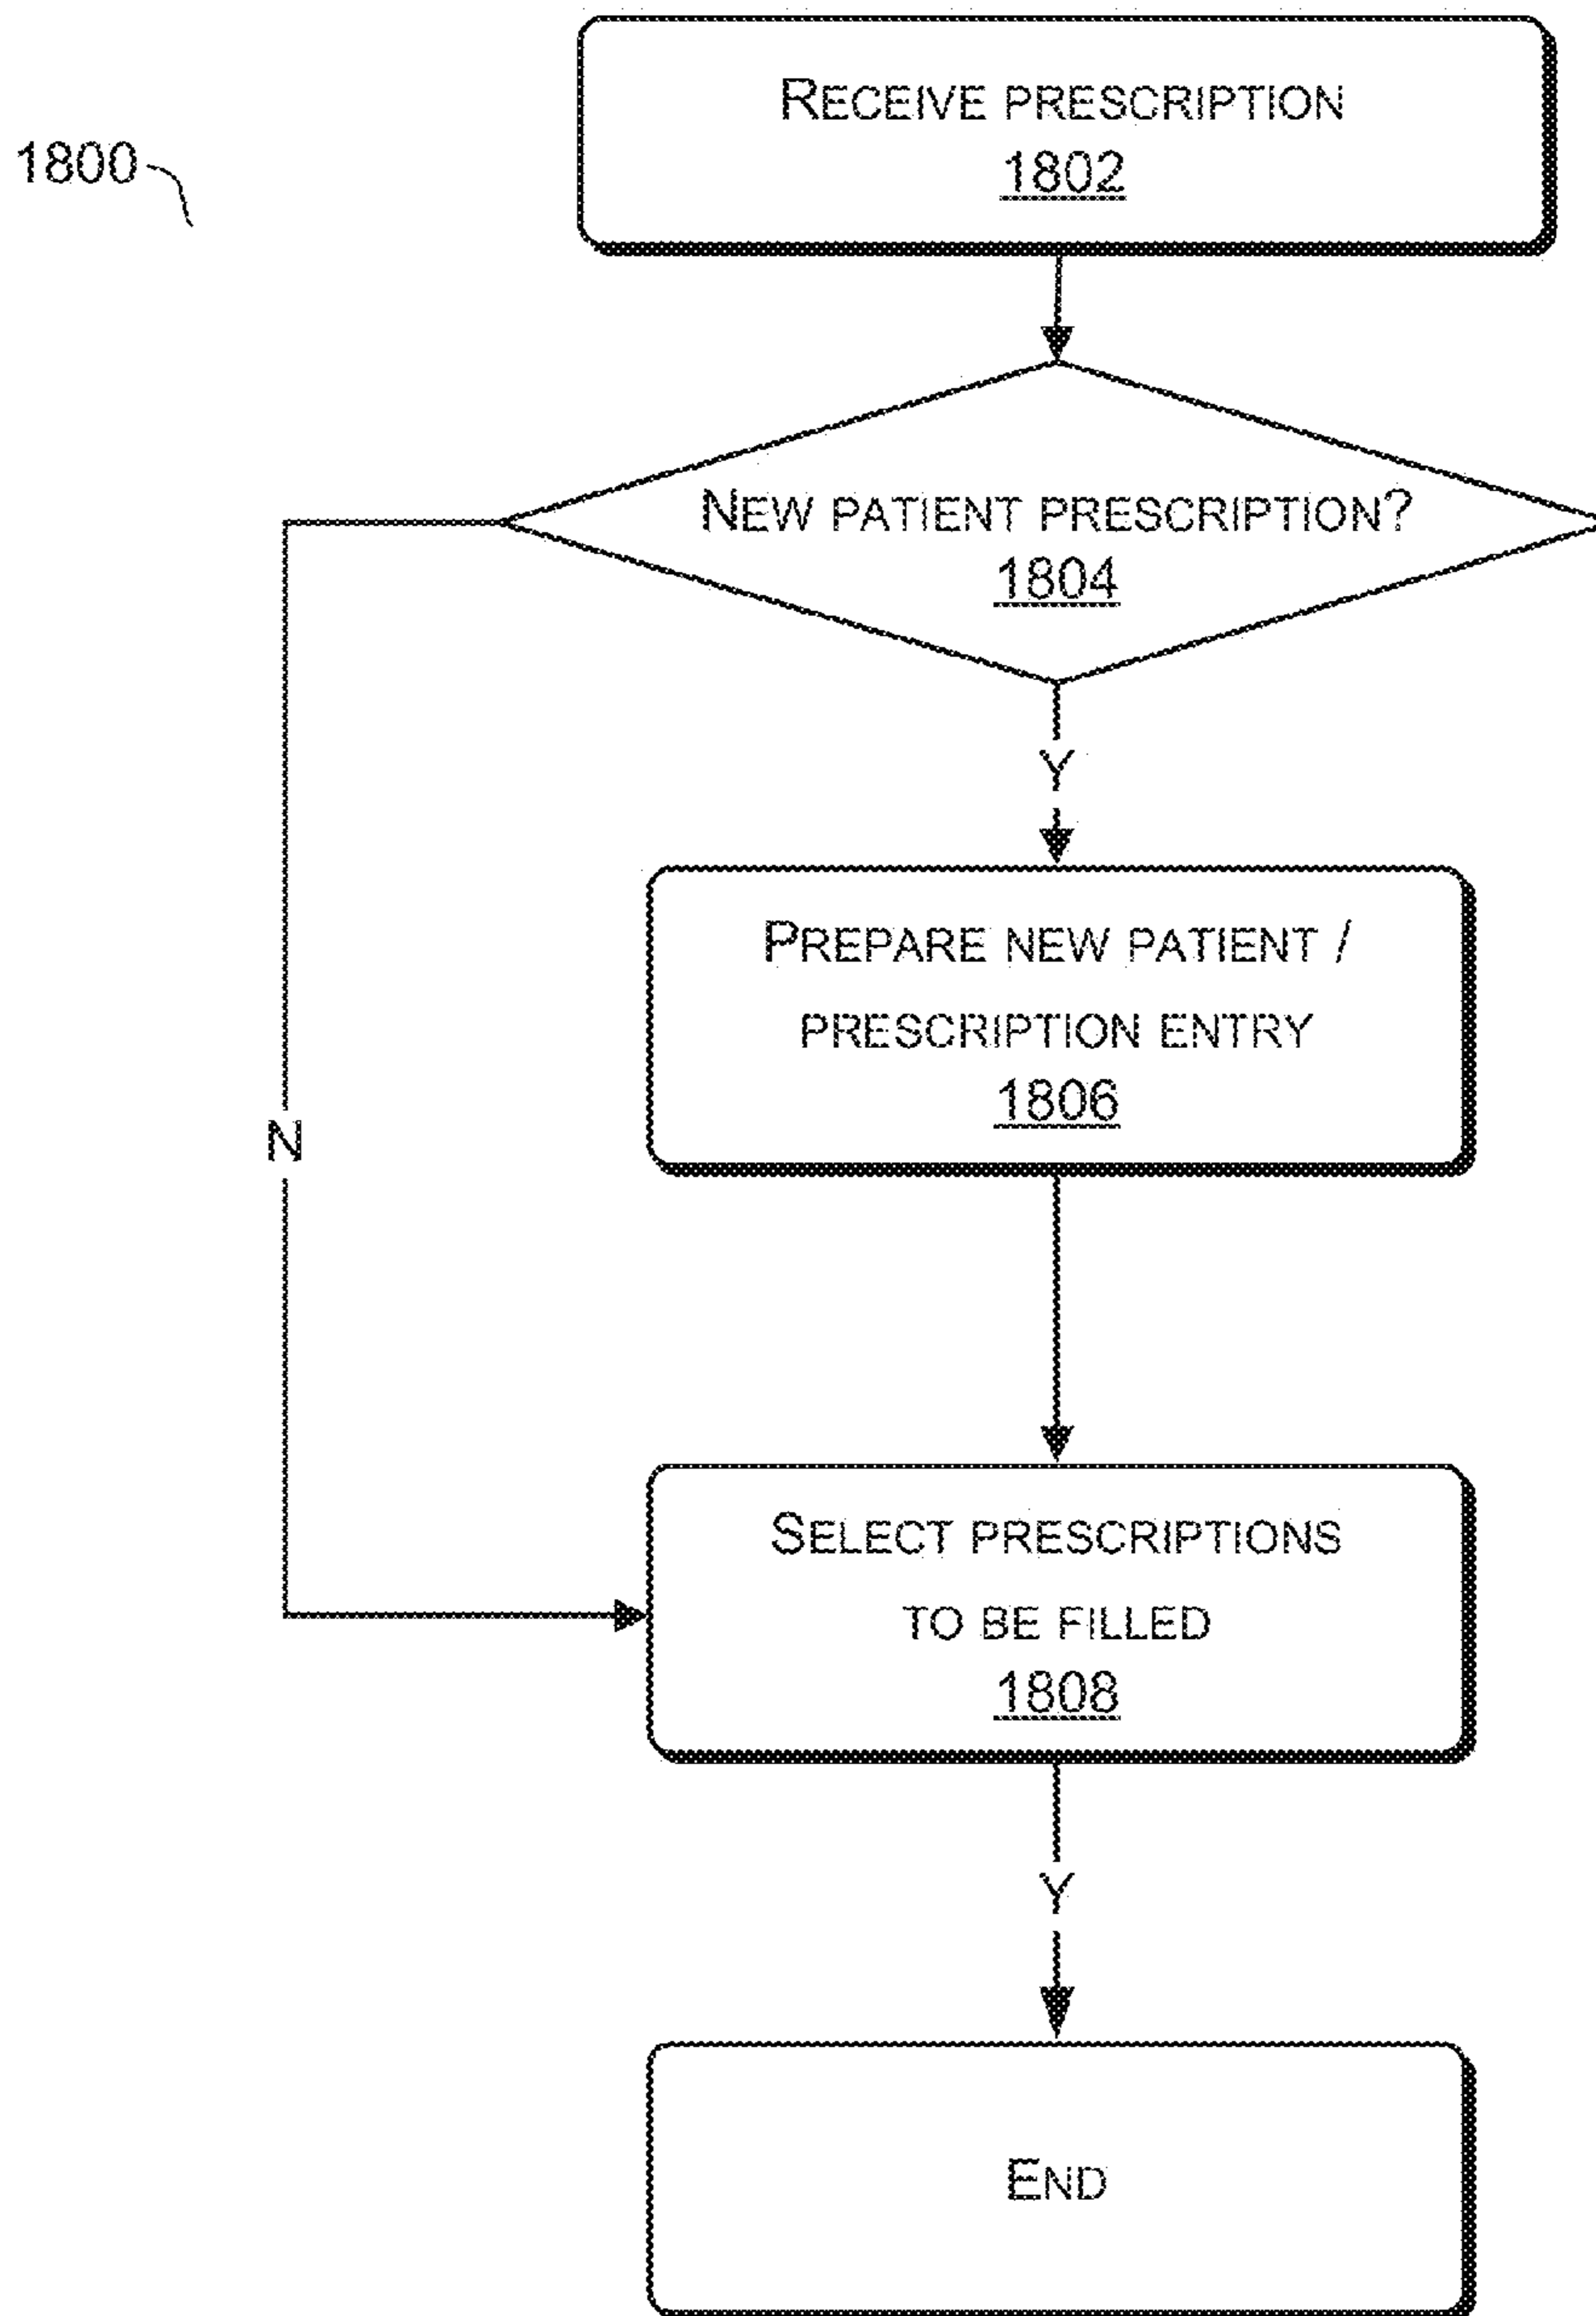 RECEIVE PRESCRIPTION
1802
1800
NEW PATIENT PRESCRIPTION?
1804
Y
PREPARE NEW PATIENT /
PRESCRIPTION ENTRY
1806
N
SELECT PRESCRIPTIONS
TO BE FILLED
1808
Y
END